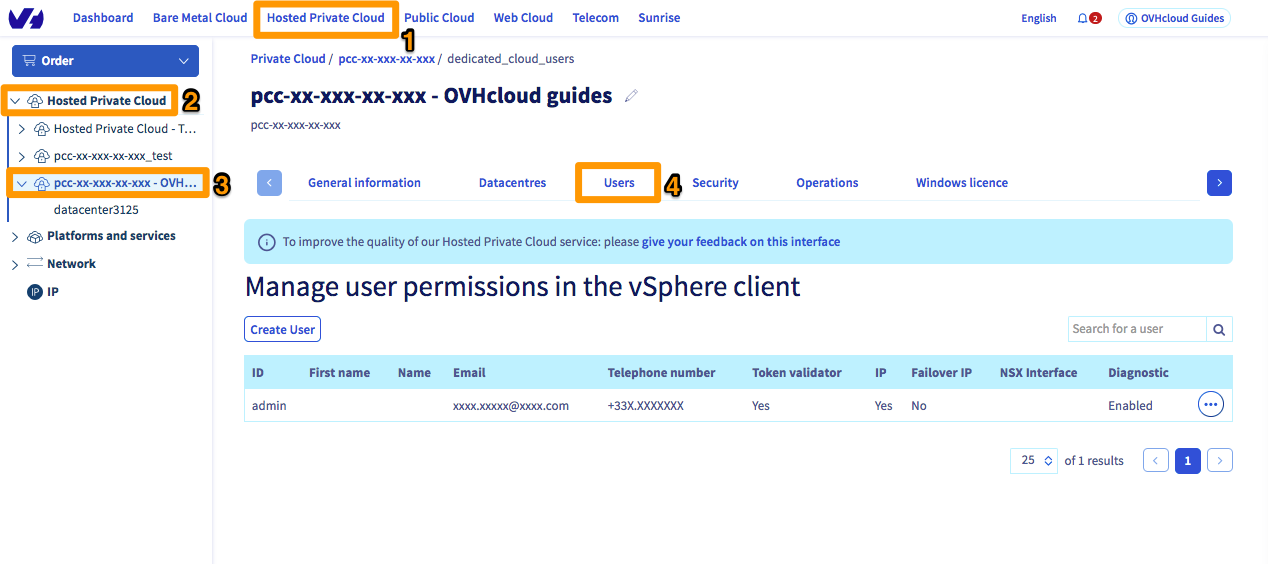 Dashboard Bare Metal Cloud Hosted Private Cloud Public Cloud Web Cloud Telecom Sunrise English 2 OVHcloud Guides
1
Order
Private Cloud / pcc-xx-xx-xx-xxx / dedicated_cloud_users
Hosted Private Cloud 2
pcc-xx-xxx-xx-xxx - OVHcloud guides
Hosted Private Cloud - T...
pcc-xx-xxx-xx-xxx
pcc-xx-xxx-xx-xxx_test
pcc-xx-xxx-xx-xxx - OVH... 3
General information Datacentres Users 4 Security Operations Windows licence
datacenter3125
Platforms and services
To improve the quality of our Hosted Private Cloud service: please give your feedback on this interface
Network
IP IP
Manage user permissions in the vSphere client
Create User Search for a user
ID First name Name Email Telephone number Token validator IP Failover IP NSX Interface Diagnostic
admin xxxx.xxxxx@xxxx.com +33X.XXXXXXX Yes Yes No Enabled
25 of 1 results 1